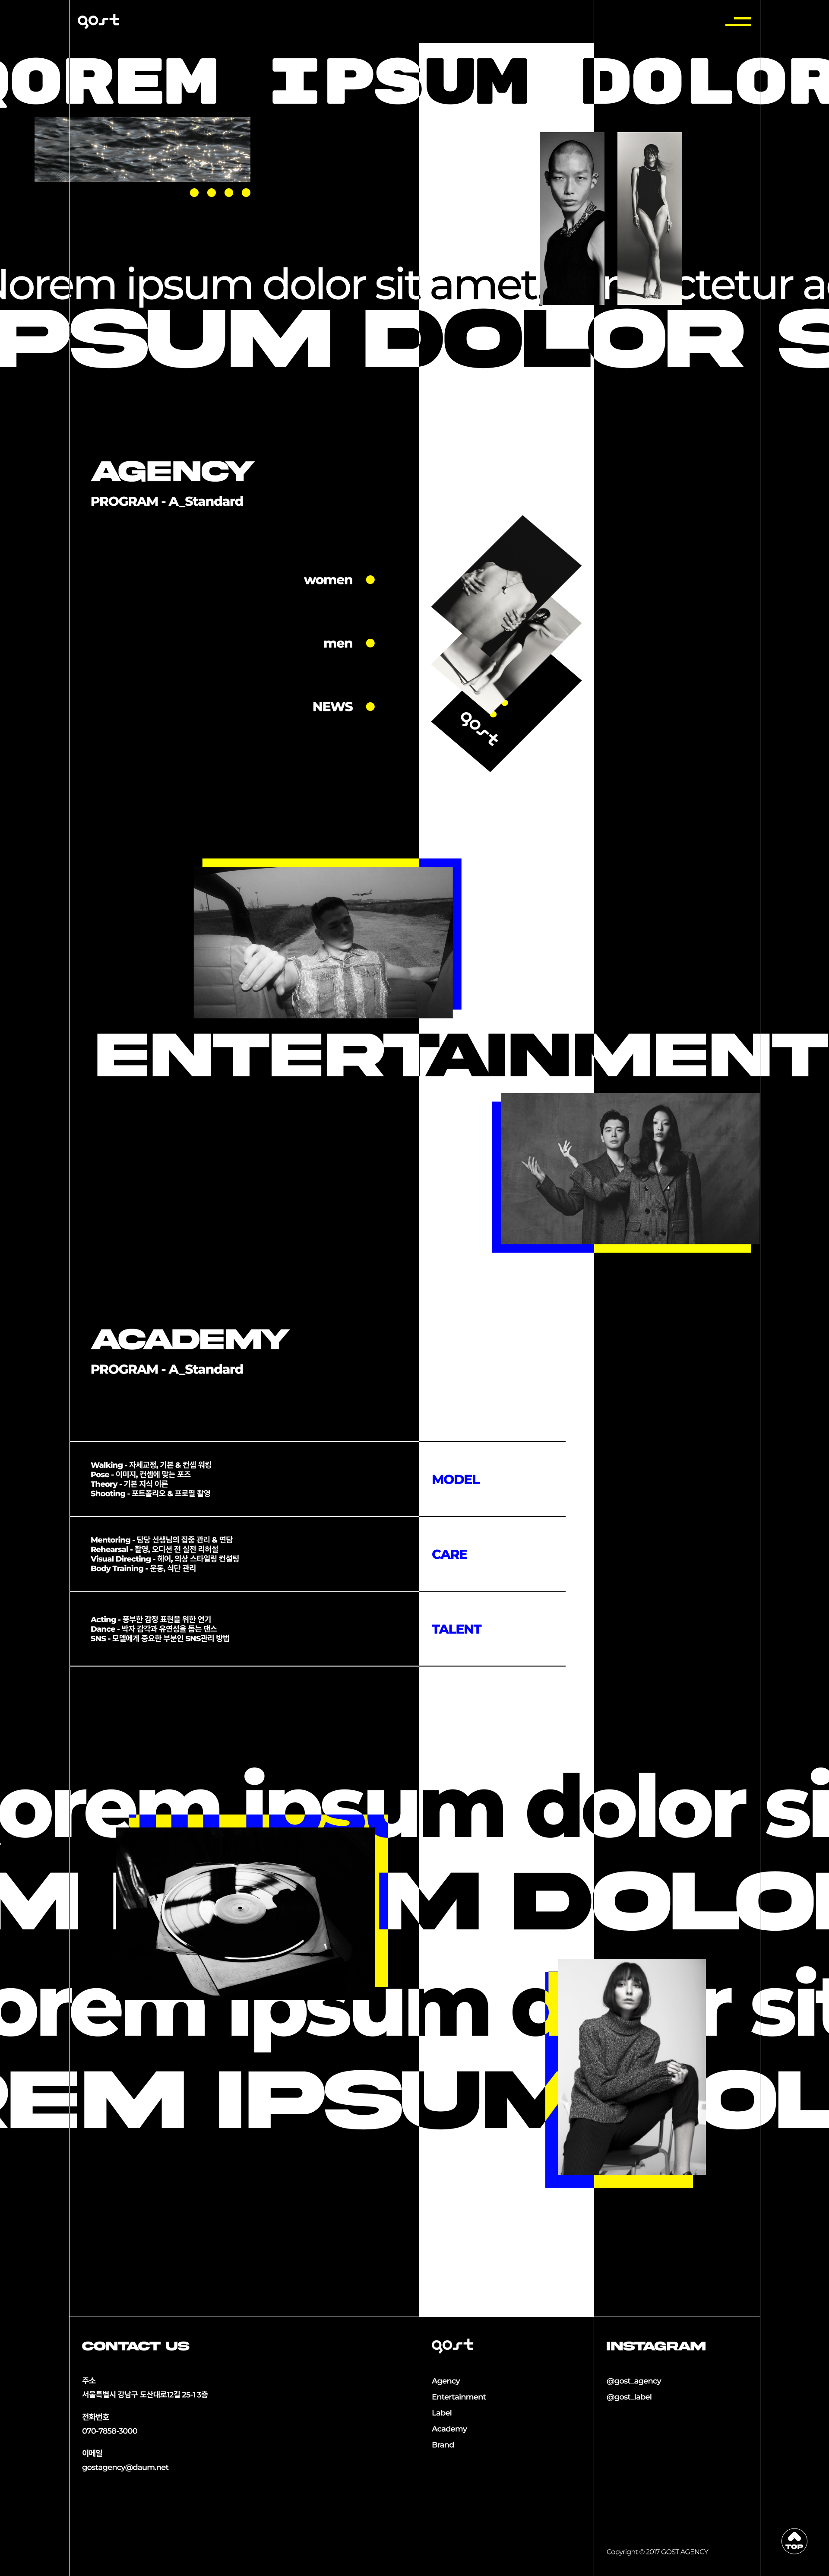 gost
QOREM IPSUM DOLOR
Norem ipsum dolor sit amet, ctetur
IPSUM DOLOR S
AGENCY
PROGRAM - A_Standard
women
men
NEWS
gost
ENTERTAINMENT
ACADEMY
PROGRAM - A_Standard
Walking - 자세교정, 기본 & 컨셉 워킹
Pose - 이미지, 컨셉에 맞는 포즈
Theory - 기본 지식 이론
Shooting - 포트폴리오 & 프로필 촬영
MODEL
Mentoring - 담당 선생님의 집중 관리 & 면담
Rehearsal - 촬영, 오디션 전 실전 리허설
Visual Directing - 헤어, 의상 스타일링 컨설팅
Body Training - 운동, 식단 관리
CARE
Acting - 풍부한 감정 표현을 위한 연기
Dance - 박자 감각과 유연성을 돕는 댄스
SNS - 모델에게 중요한 부분인 SNS관리 방법
TALENT
orem ipsum dolor si
M M DOLO
orem ipsum d r sit
REM IPSUM OL
CONTACT US
주소
서울특별시 강남구 도산대로12길 25-1 3층
전화번호
070-7858-3000
이메일
gostagency@daum.net
gost
Agency
Entertainment
Label
Academy
Brand
INSTAGRAM
@gost_agency
@gost_label
Copyright © 2017 GOST AGENCY
TOP